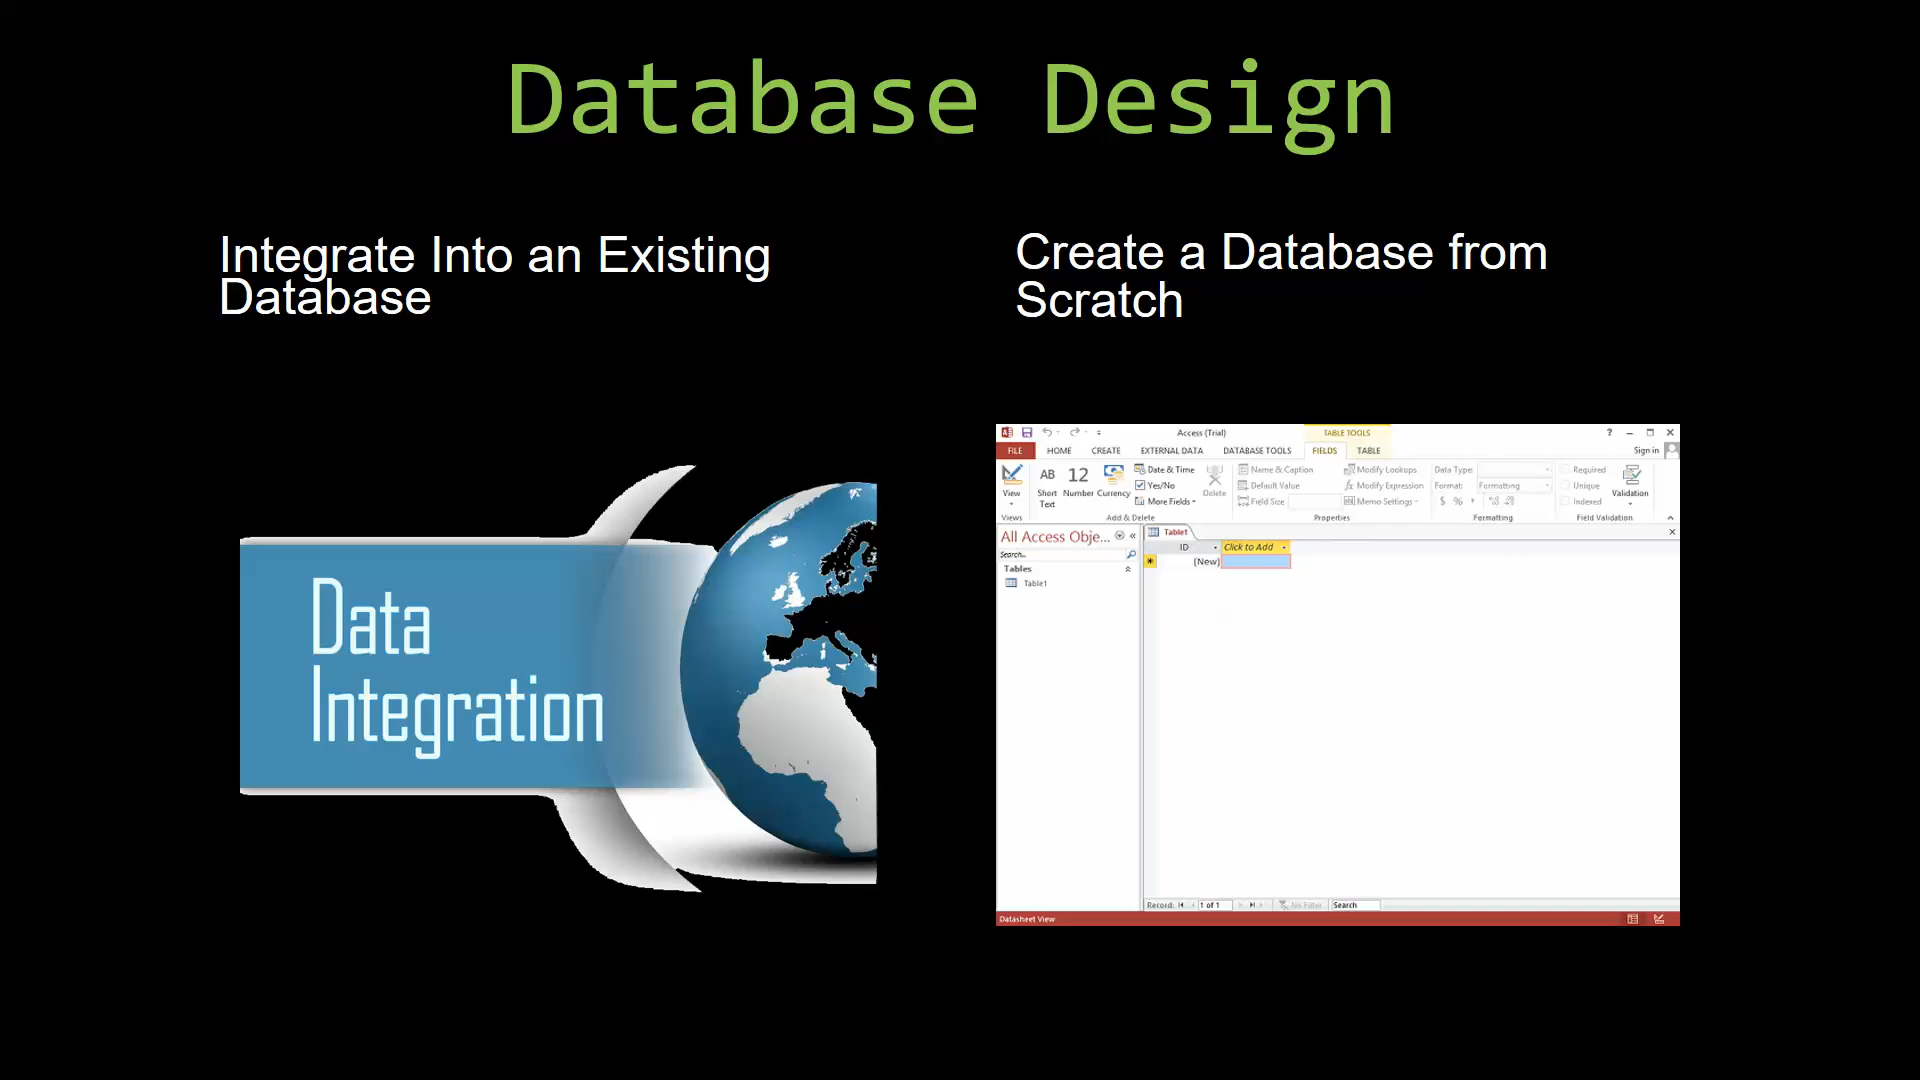 Database Design
Integrate Into an Existing
Database
Create a Database from
Scratch
Data
Integration
Access (Trial)
TABLE TOOLS
?
FILE
HOME
CREATE
EXTERNAL DATA
DATABASE TOOLS
FIELDS
TABLE
Sign in
View
AB
Short
Text
12
Number
Currency
Date & Time
Yes/No
More Fields
Delete
Name & Caption
Default Value
Field Size
Modify Lookups
Modify Expression
Memo Settings
Data Type:
Format:
Formatting
$ %
Required
Unique
Indexed
Validation
Views
Add & Delete
Properties
Formatting
Field Validation
All Access Obje...
Search...
Tables
Table1
Table1
ID
Click to Add
(New)
Record:
1 of 1
No Filter
Search
Datasheet View